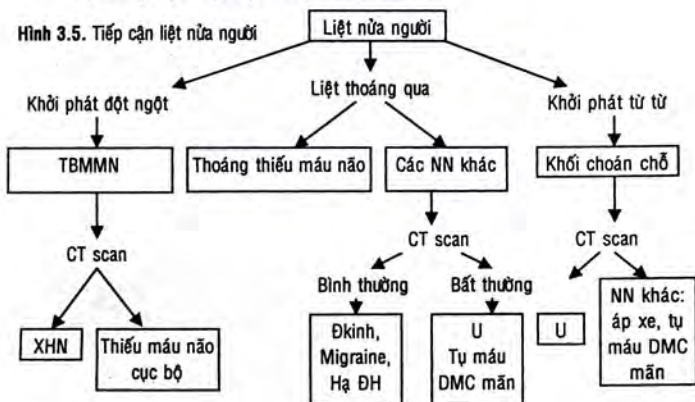 Hình 3.5. Tiếp cận liệt nửa người
Liệt nửa người
Khởi phát đột ngột
Liệt thoáng qua
Khởi phát từ từ
TBMMN
Thoáng thiếu máu não
Các NN khác
Khối choán chỗ
CT scan
CT scan
CT scan
Bình thường
Bất thường
XHN
Thiếu máu não
cục bộ
Đkinh,
Migraine,
Hạ ĐH
U
Tụ máu
DMC mãn
U
NN khác:
áp xe, tụ
máu DMC
mãn